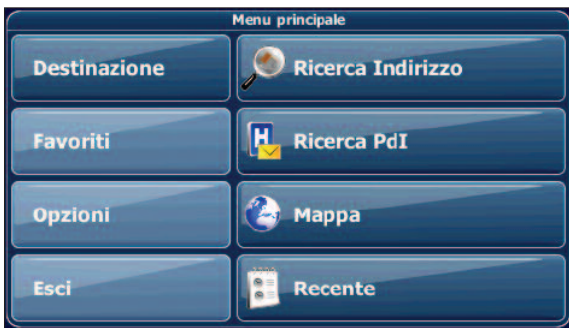 Menu principale
Destinazione
Ricerca Indirizzo
Favoriti
H
Ricerca PdI
Opzioni
Mappa
Esci
Recente